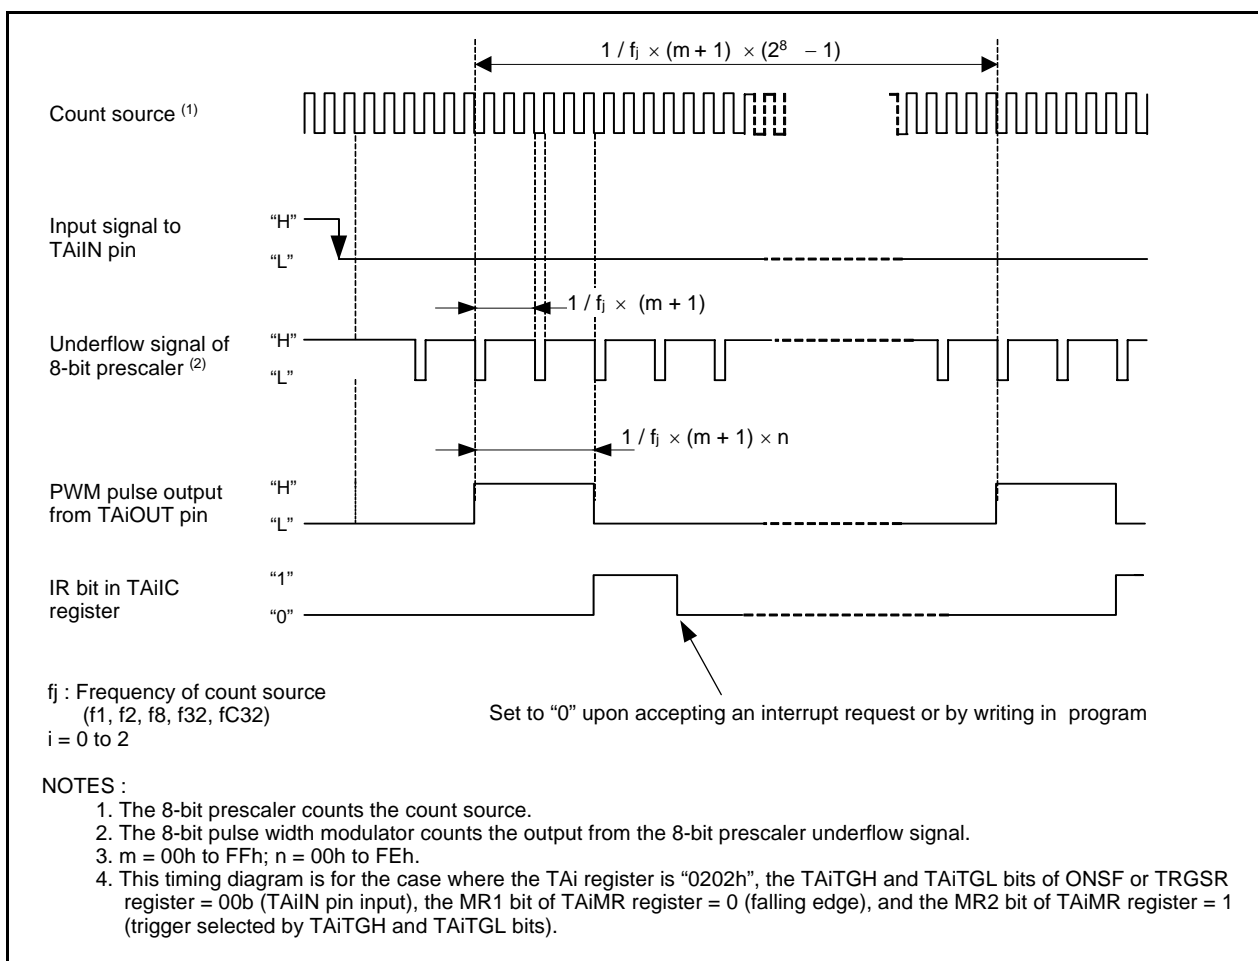 1 / fj × (m + 1) × (2⁸ – 1)
Count source (1)
Input signal to
TAiIN pin
“H”
“L”
1 / fj × (m + 1)
Underflow signal of
8-bit prescaler (2)
“H”
“L”
1 / fj × (m + 1) × n
PWM pulse output
from TAiOUT pin
“H”
“L”
IR bit in TAiIC
register
“1”
“0”
fj : Frequency of count source
(f1, f2, f8, f32, fC32)
i = 0 to 2
Set to “0” upon accepting an interrupt request or by writing in program
NOTES :
1. The 8-bit prescaler counts the count source.
2. The 8-bit pulse width modulator counts the output from the 8-bit prescaler underflow signal.
3. m = 00h to FFh; n = 00h to FEh.
4. This timing diagram is for the case where the TAi register is “0202h”, the TAiTGH and TAiTGL bits of ONSF or TRGSR
register = 00b (TAiIN pin input), the MR1 bit of TAiMR register = 0 (falling edge), and the MR2 bit of TAiMR register = 1
(trigger selected by TAiTGH and TAiTGL bits).